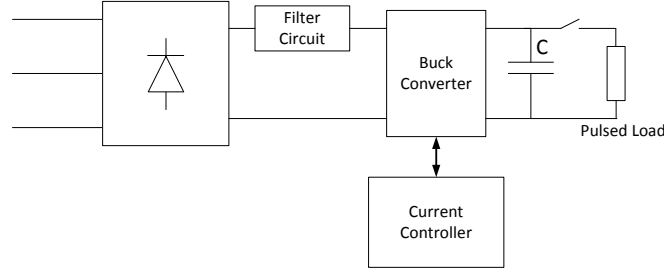 Filter
Circuit
Buck
Converter
C
Pulsed Load
Current
Controller